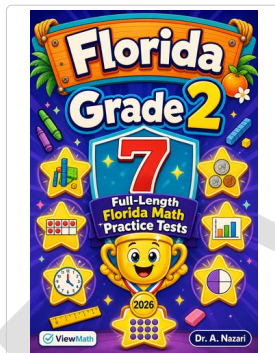 Florida
Grade 2
7
Full-Length
Florida Math
Practice Tests
2026
ViewMath
Dr. A. Nazari